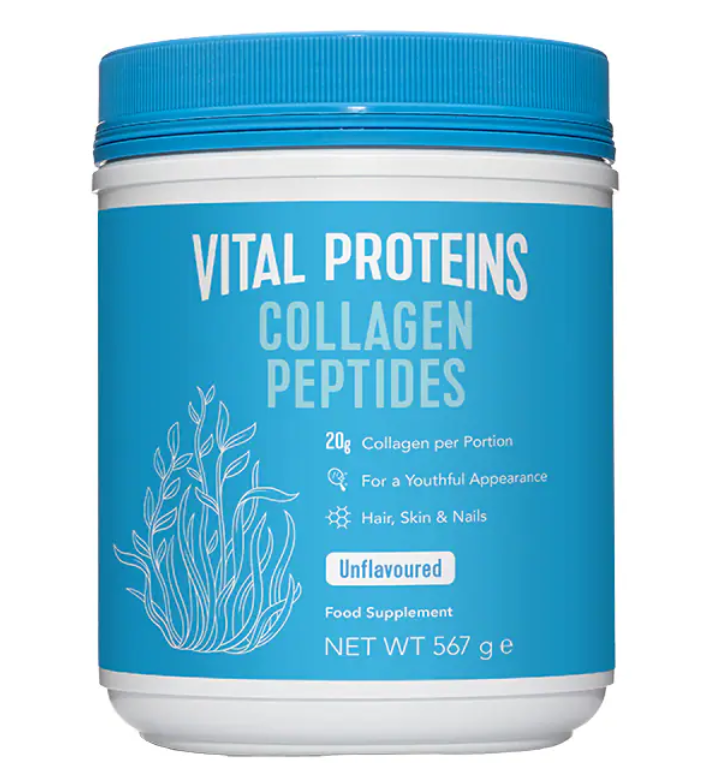 VITAL PROTEINS
COLLAGEN
PEPTIDES
20g Collagen per Portion
For a Youthful Appearance
Hair, Skin & Nails
Unflavoured
Food Supplement
NET WT 567 g e